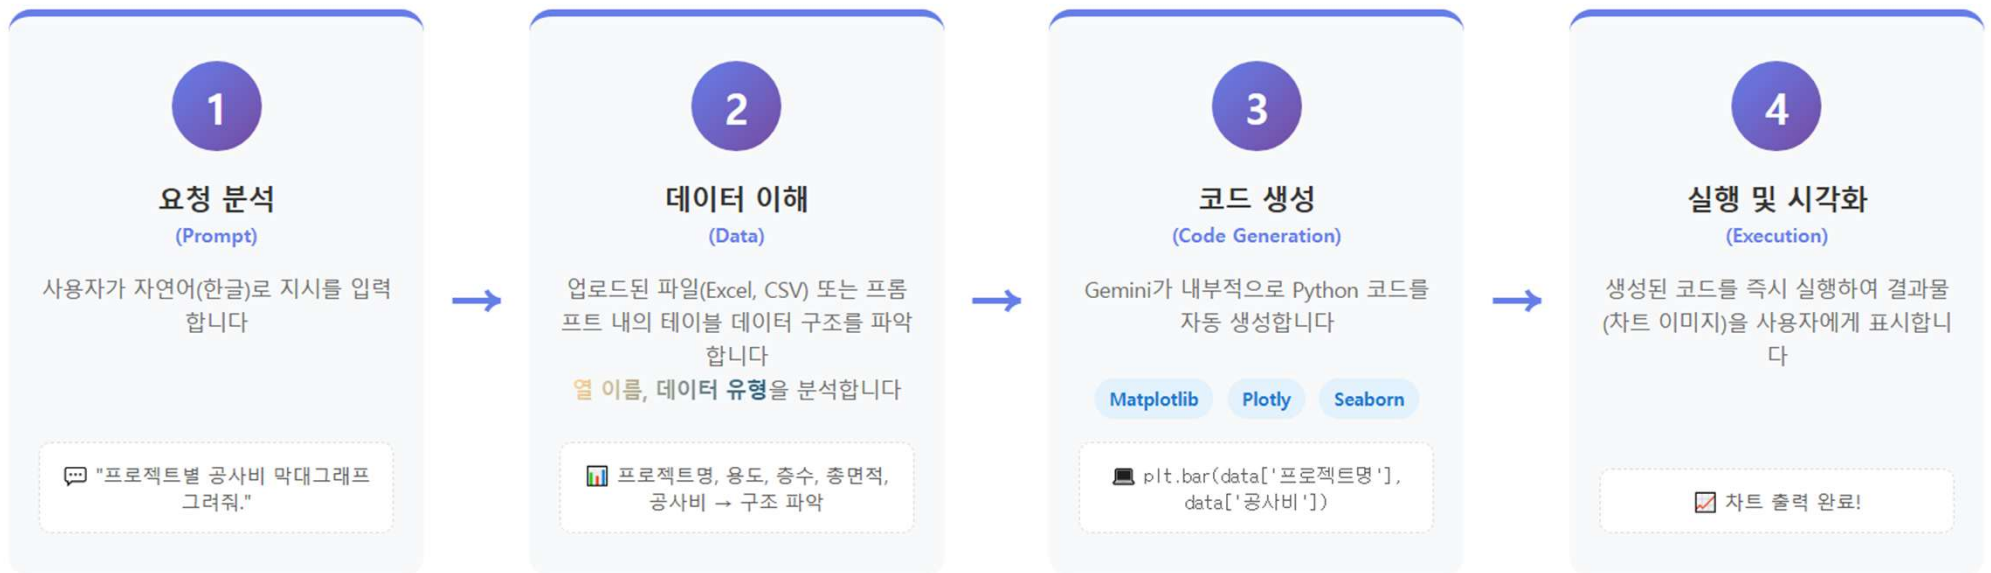 1
요청 분석
(Prompt)
사용자가 자연어(한글)로 지시를 입력
합니다
💬 "프로젝트별 공사비 막대그래프
그려줘."
→
2
데이터 이해
(Data)
업로드된 파일(Excel, CSV) 또는 프롬
프트 내의 테이블 데이터 구조를 파악
합니다
열 이름, 데이터 유형을 분석합니다
📊 프로젝트명, 용도, 층수, 총면적,
공사비 → 구조 파악
→
3
코드 생성
(Code Generation)
Gemini가 내부적으로 Python 코드를
자동 생성합니다
Matplotlib Plotly Seaborn
💻 plt.bar(data['프로젝트명'],
data['공사비'])
→
4
실행 및 시각화
(Execution)
생성된 코드를 즉시 실행하여 결과물
(차트 이미지)을 사용자에게 표시합니
다
📈 차트 출력 완료!